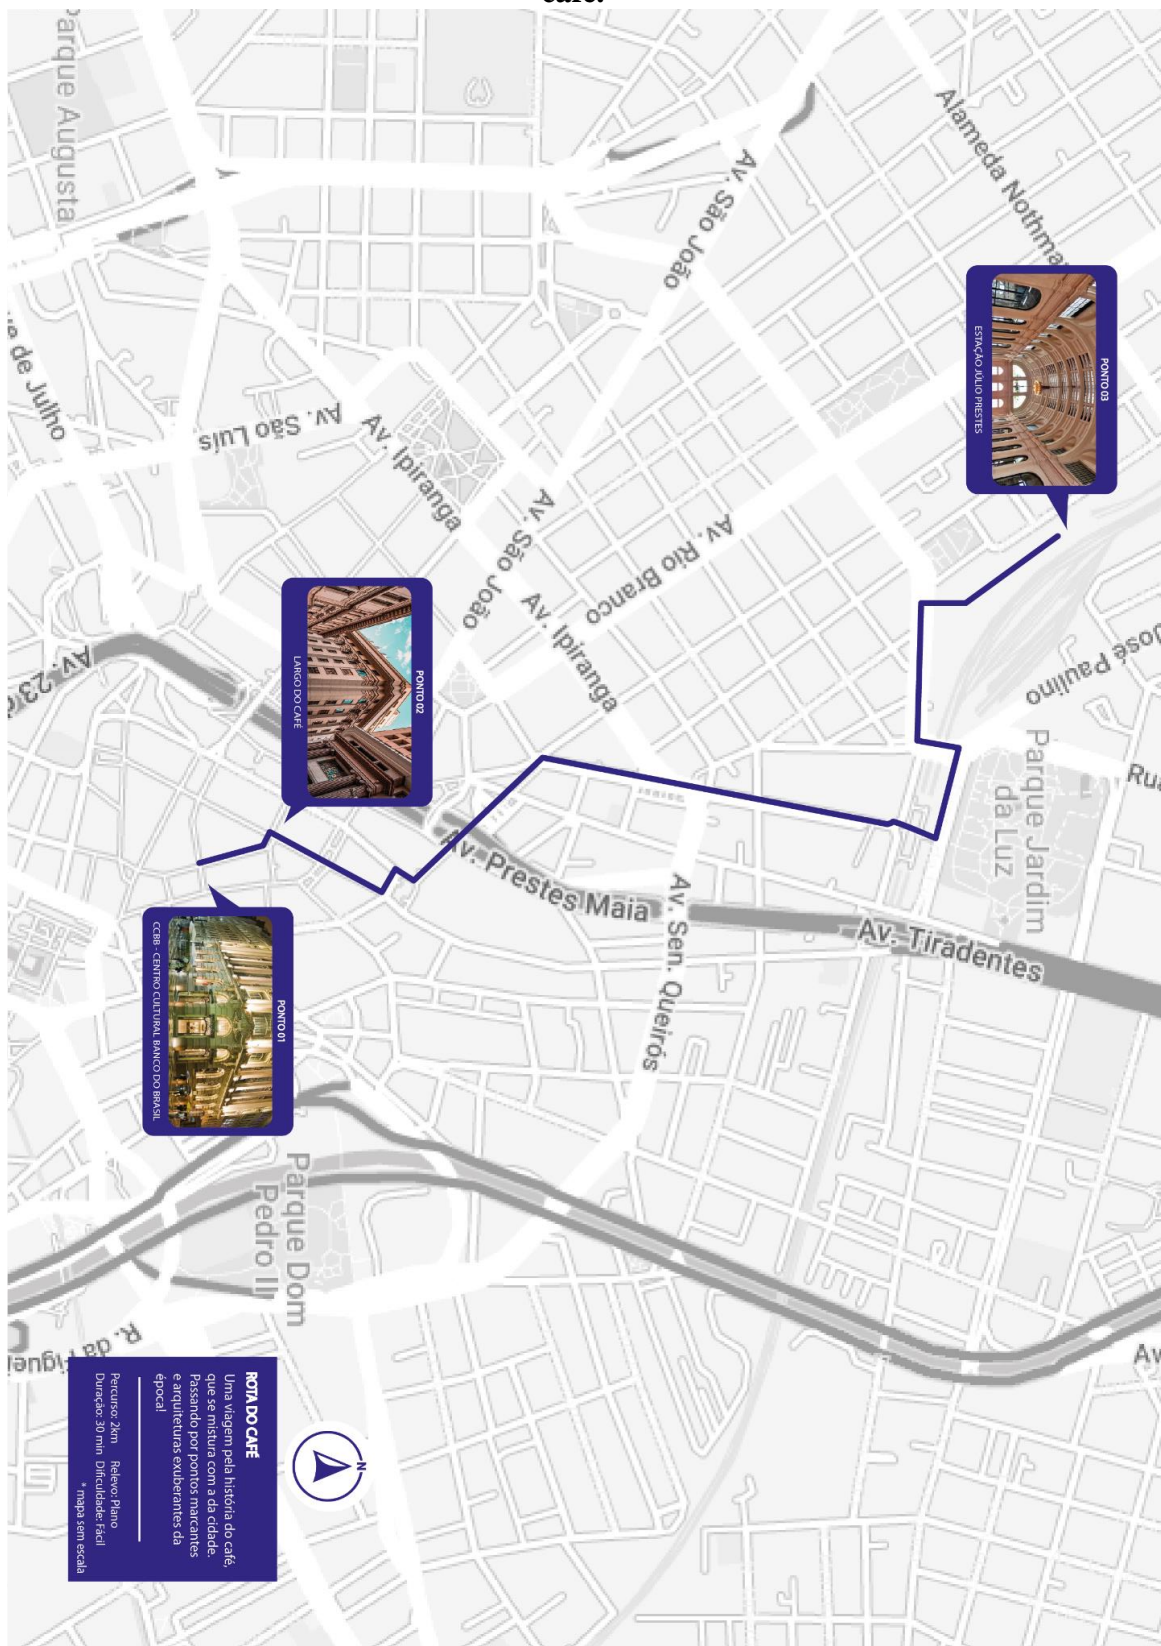 café.
Parque Augusta
Av. São João
Alameda Nothma
PONTO 03
ESTAÇÃO JÚLIO PRESTES
de Julho
Av. São Luís
Av. Ipiranga
Av. São João
Av. Rio Branco
Av. Ipiranga
José Paulino
Av. 23 d
PONTO 02
LARGO DO CAFÉ
Parque Jardim
da Luz
Rua
Av. Prestes Maia
Av. Sen. Queirós
Av. Tiradentes
PONTO 01
CCBB - CENTRO CULTURAL BANCO DO BRASIL
Parque Dom
Pedro II
R. da Figuei
Av
N
ROTA DO CAFÉ
Uma viagem pela história do café,
que se mistura com a da cidade.
Passando por pontos marcantes
e arquiteturas exuberantes da
época!
Percurso: 2km Relevo: Plano
Duração: 30 min Dificuldade: Fácil
* mapa sem escala